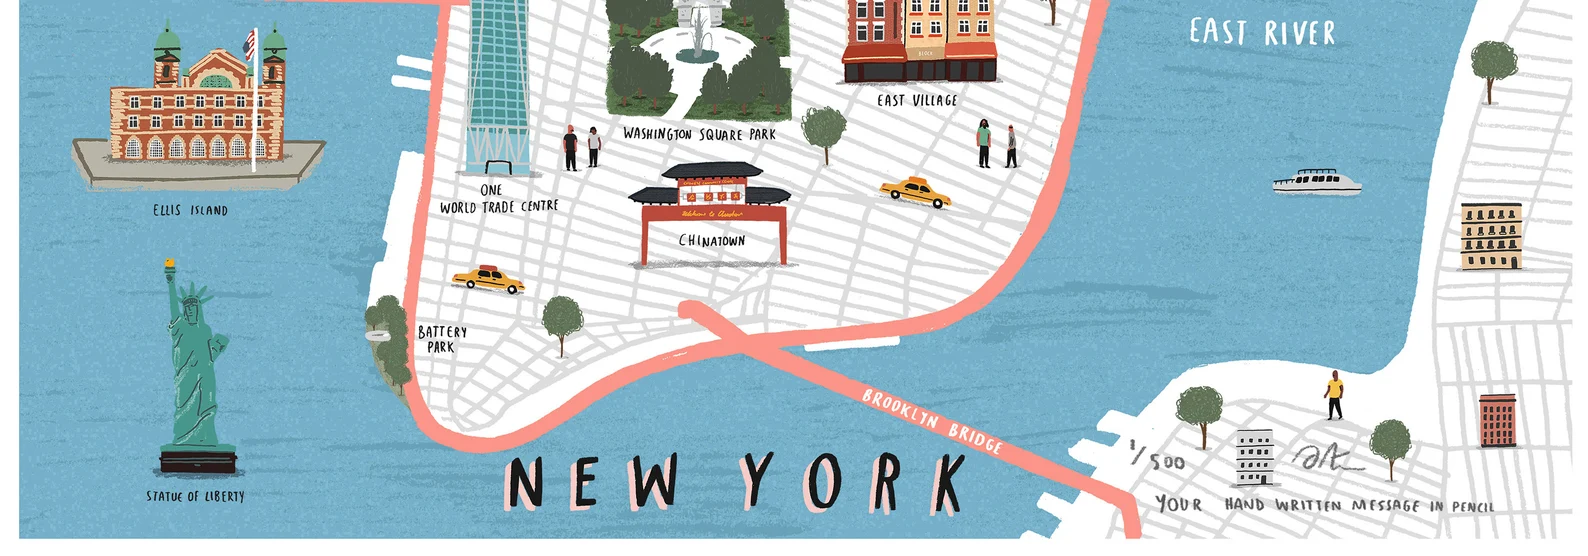 EAST RIVER
BLOCK
EAST VILLAGE
WASHINGTON SQUARE PARK
ONE
WORLD TRADE CENTRE
ELLIS ISLAND
Welcome to Chinatown
CHINATOWN
BATTERY
PARK
BROOKLYN BRIDGE
NEW YORK
STATUE OF LIBERTY
1/500
YOUR HAND WRITTEN MESSAGE IN PENCIL